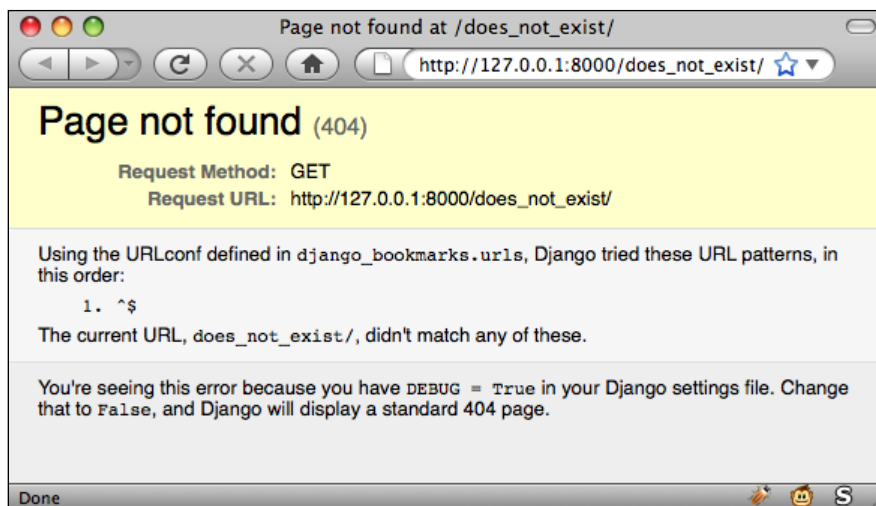 Page not found at /does_not_exist/
http://127.0.0.1:8000/does_not_exist/
Page not found (404)
Request Method: GET
Request URL: http://127.0.0.1:8000/does_not_exist/
Using the URLconf defined in django_bookmarks.urls, Django tried these URL patterns, in
this order:
1. ^$
The current URL, does_not_exist/, didn't match any of these.
You're seeing this error because you have DEBUG = True in your Django settings file. Change
that to False, and Django will display a standard 404 page.
Done
S